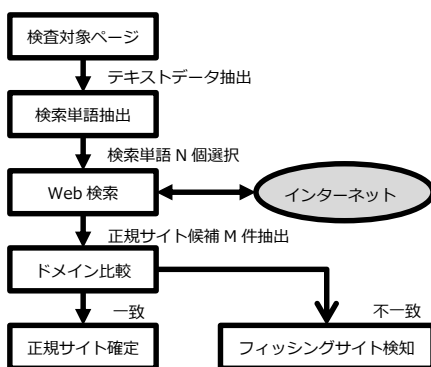 検査対象ページ
テキストデータ抽出
検索単語抽出
検索単語 N 個選択
Web 検索
インターネット
正規サイト候補 M 件抽出
ドメイン比較
一致
不一致
正規サイト確定
フィッシングサイト検知